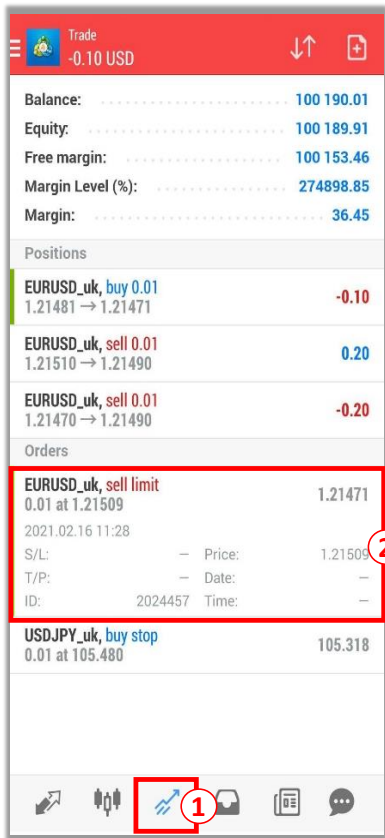 Trade
-0.10 USD
Balance: 100 190.01
Equity: 100 189.91
Free margin: 100 153.46
Margin Level (%): 274898.85
Margin: 36.45
Positions
EURUSD_uk, buy 0.01
1.21481 → 1.21471 -0.10
EURUSD_uk, sell 0.01
1.21510 → 1.21490 0.20
EURUSD_uk, sell 0.01
1.21470 → 1.21490 -0.20
Orders
EURUSD_uk, sell limit
0.01 at 1.21509 1.21471
2021.02.16 11:28
S/L: – Price: 1.21509
T/P: – Date: –
ID: 2024457 Time: –
2
USDJPY_uk, buy stop
0.01 at 105.480 105.318
1